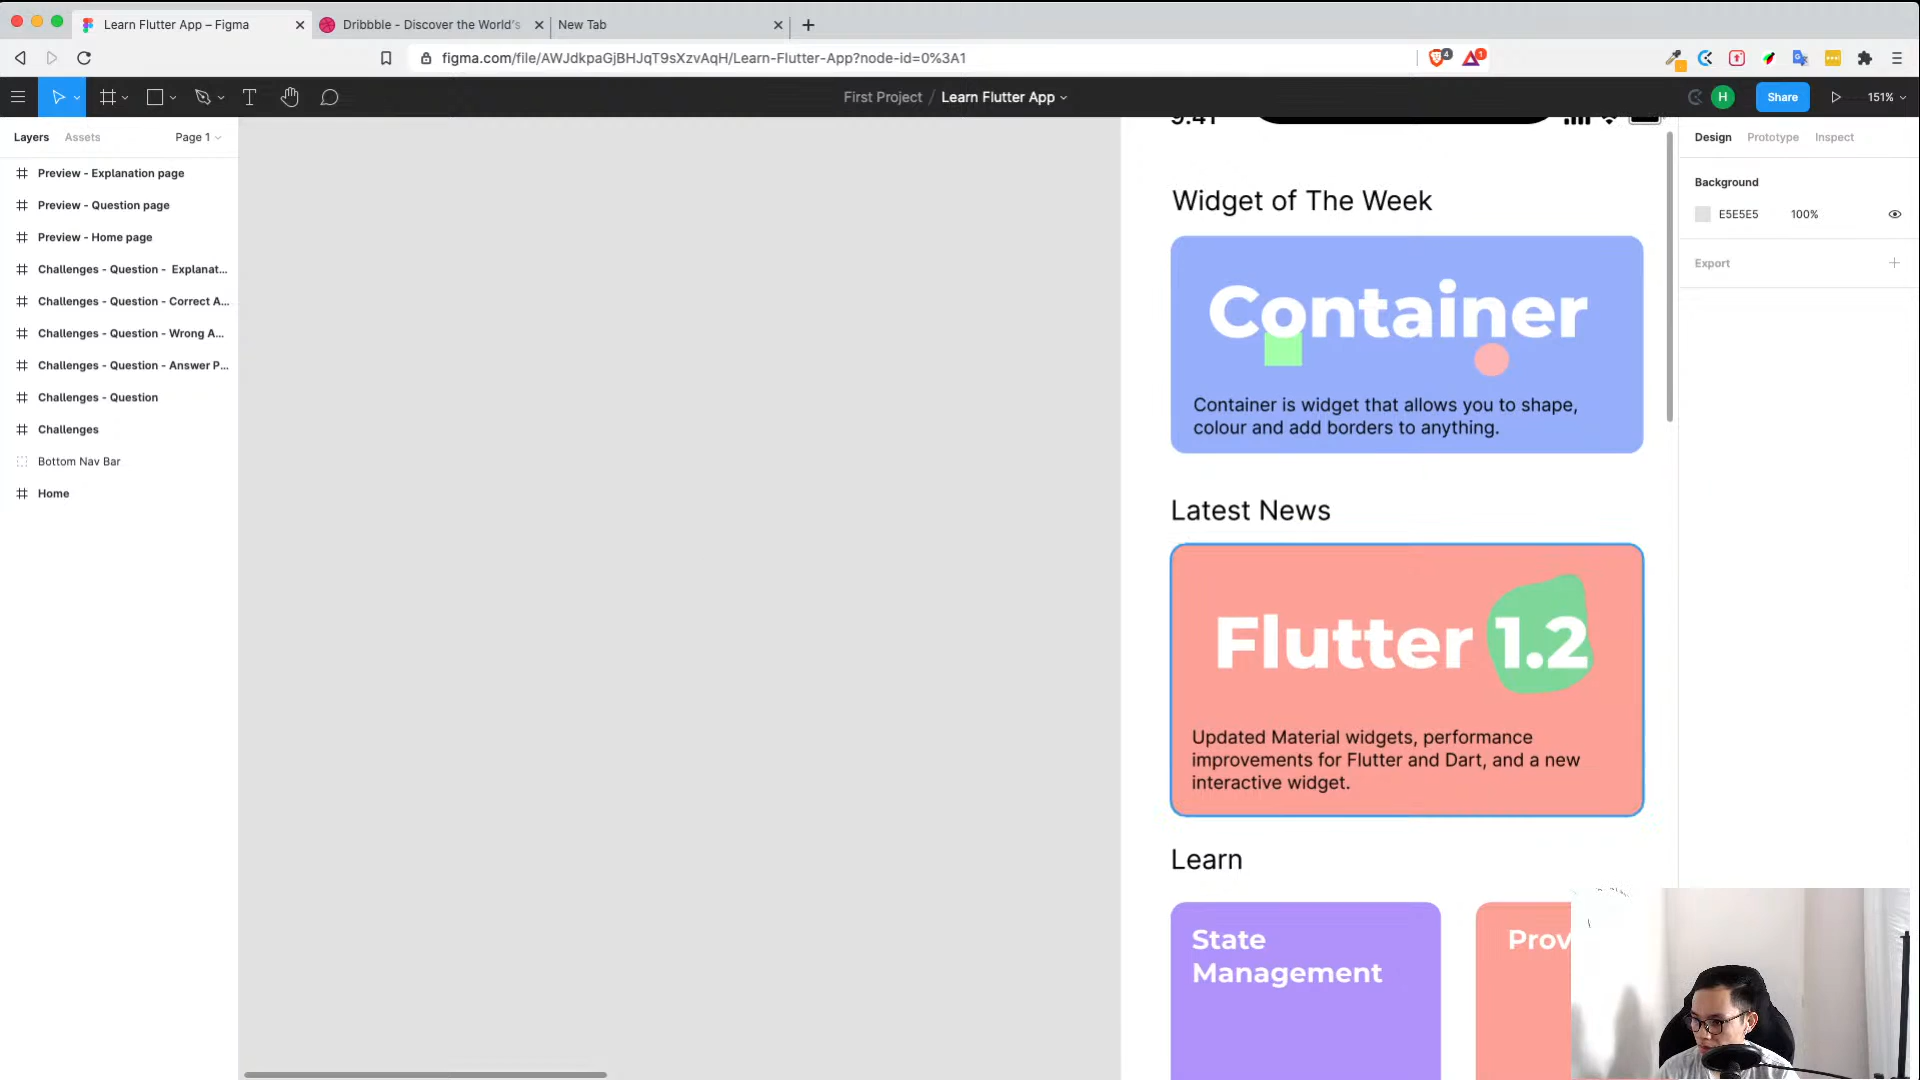 Learn Flutter App – Figma
Dribbble - Discover the World's
New Tab
figma.com/file/AWJdkpaGjBHJqT9sXzvAqH/Learn-Flutter-App?node-id=0%3A1
4
1
First Project / Learn Flutter App
H
Share
151%
Layers
Assets
Page 1
Preview - Explanation page
Preview - Question page
Preview - Home page
Challenges - Question - Explanat...
Challenges - Question - Correct A...
Challenges - Question - Wrong A...
Challenges - Question - Answer P...
Challenges - Question
Challenges
Bottom Nav Bar
Home
9:41
Widget of The Week
Container
Container is widget that allows you to shape,
colour and add borders to anything.
Latest News
Flutter 1.2
Updated Material widgets, performance
improvements for Flutter and Dart, and a new
interactive widget.
Learn
State
Management
Prov
Design
Prototype
Inspect
Background
E5E5E5
100%
Export